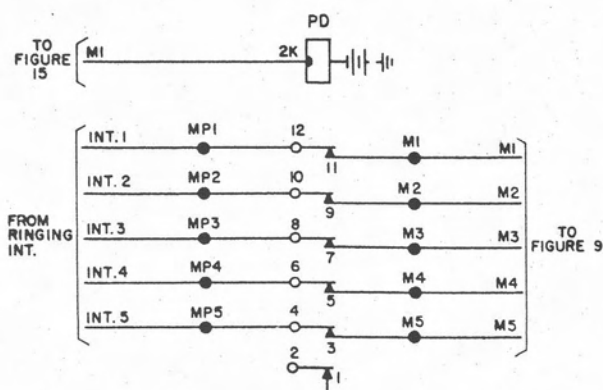 PD
TO FIGURE 15
M1
2K
INT. 1 MP1 12 11 M1 M1
INT. 2 MP2 10 9 M2 M2
INT. 3 MP3 8 7 M3 M3
INT. 4 MP4 6 5 M4 M4
INT. 5 MP5 4 3 M5 M5
2 1
FROM RINGING INT.
TO FIGURE 9